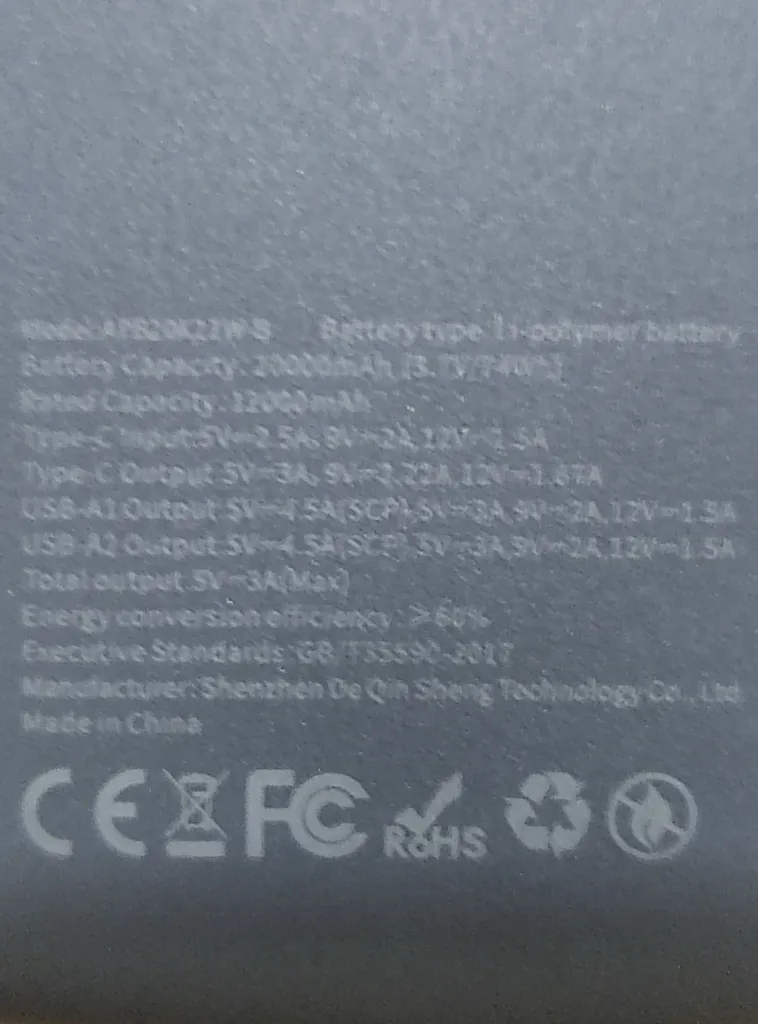 Battery type Li-polymer battery
Battery Capacity: 20000mAh (3.7V/74Wh)
Rated Capacity: 12000mAh
Type-C Input:5V⎓2.5A,9V⎓2A,12V⎓1.5A
Type-C Output:5V⎓3A,9V⎓2.22A,12V⎓1.67A
USB-A1 Output:5V⎓4.5A(SCP),5V⎓3A,9V⎓2A,12V⎓1.5A
USB-A2 Output:5V⎓4.5A(SCP),5V⎓3A,9V⎓2A,12V⎓1.5A
Total output:5V⎓3A(Max)
Energy conversion efficiency: ≥60%
Executive Standards:GB/T35590-2017
Manufacturer:Shenzhen De Qin Sheng Technology Co., Ltd
Made in China
CE FC RoHS